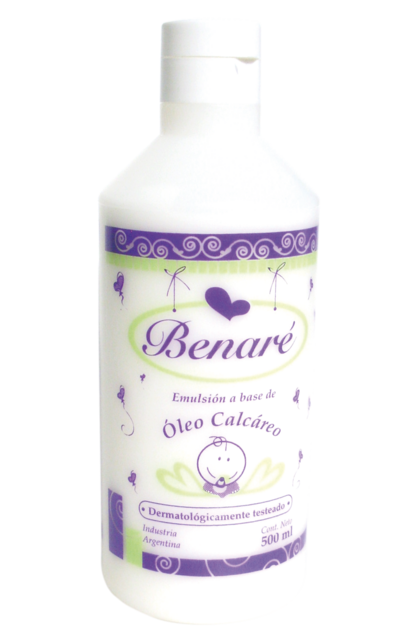 Benaré
Emulsión a base de
Óleo Calcáreo
• Dermatológicamente testeado •
Industria
Argentina
Cont. Neto
500 ml